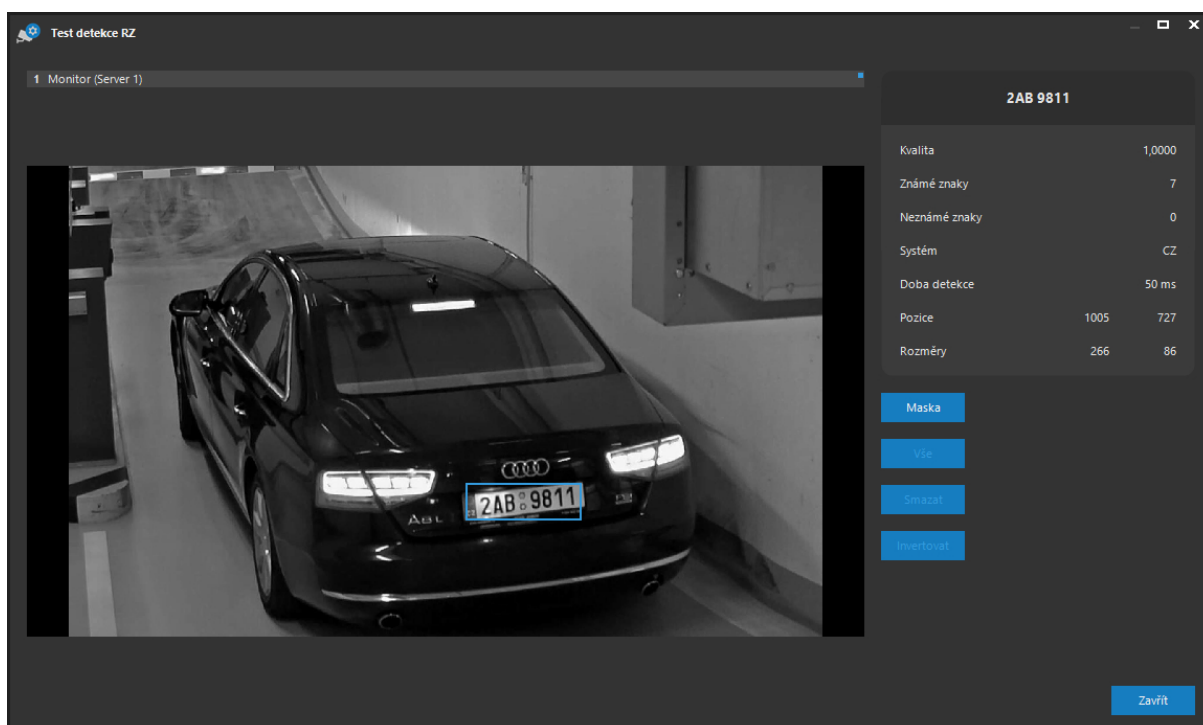 Test detekce RZ
1 Monitor (Server 1)
2AB 9811
Kvalita 1,0000
Známé znaky 7
Neznámé znaky 0
Systém CZ
Doba detekce 50 ms
Pozice 1005 727
Rozměry 266 86
Maska
Vše
Smazat
Invertovat
A8L
2AB 9811
Zavřít